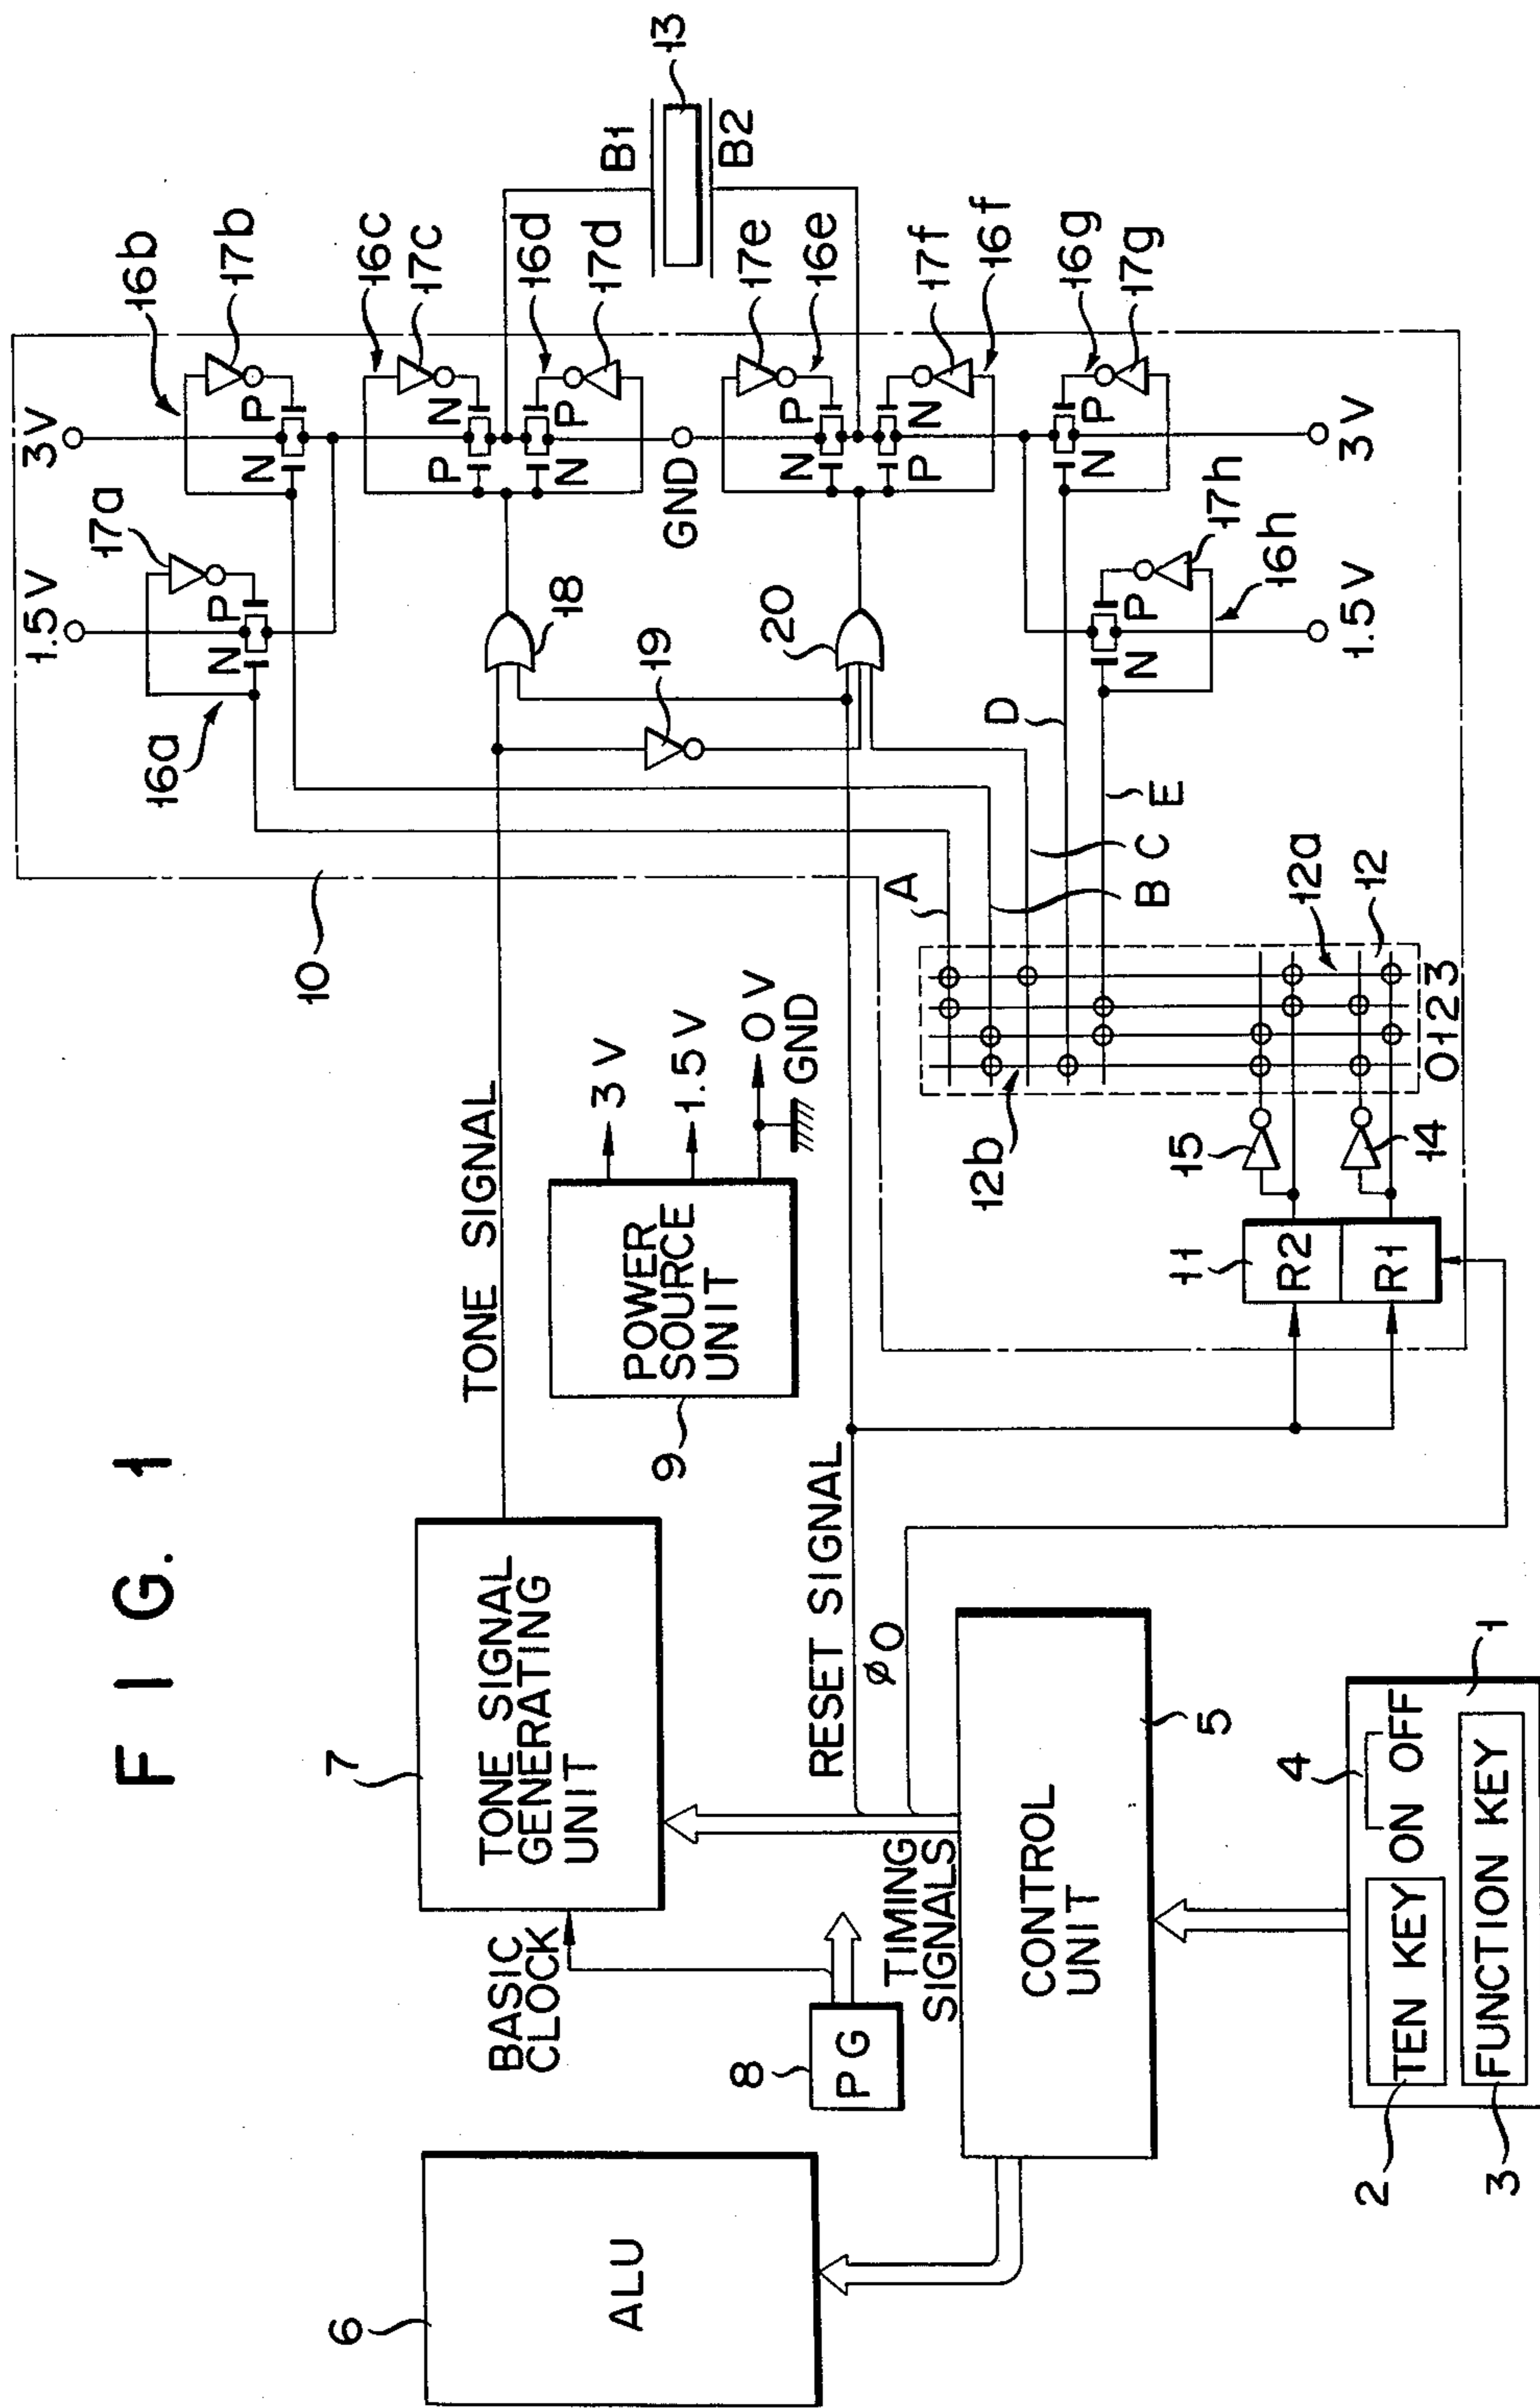 FIG. 1
6
ALU
7
TONE SIGNAL
GENERATING
UNIT
BASIC
CLOCK
8
PG
TIMING
SIGNALS
CONTROL
UNIT
5
1
2
TEN KEY
4
ON OFF
3
FUNCTION KEY
RESET SIGNAL
ø0
TONE SIGNAL
9
POWER
SOURCE
UNIT
3V
1.5V
0V
GND
10
11
R2
R1
15
14
12b
0123
12a
12
A
B
C
D
E
16a
17a
1.5V
N
P
3V
16b
17b
N
P
16c
17c
P
N
16d
17d
N
P
18
19
20
GND
17e
16e
N
P
17f
16f
P
N
16g
17g
N
P
17h
16h
N
P
1.5V
3V
B1
B2
13